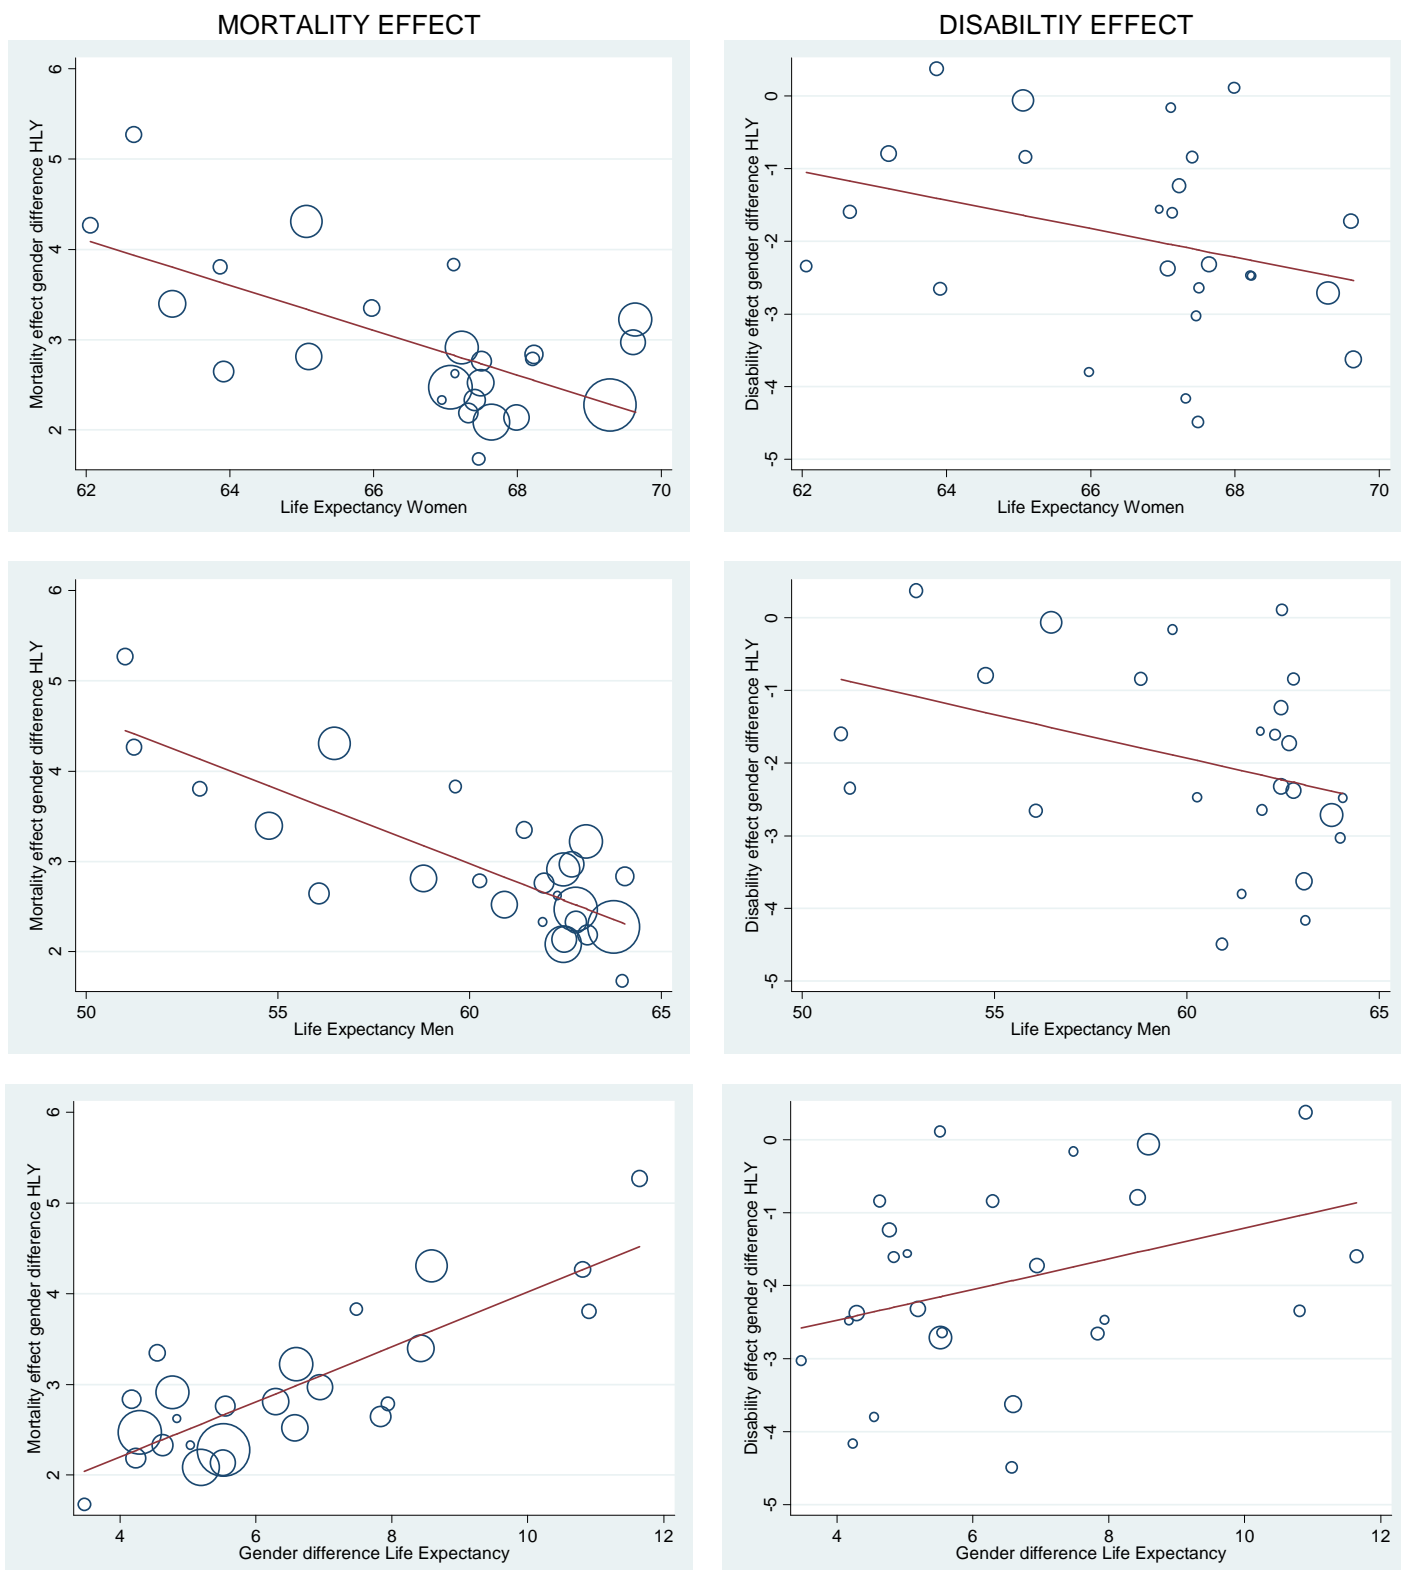 MORTALITY EFFECT
DISABILTIY EFFECT
Mortality effect gender difference HLY
6
5
4
3
2
62 64 66 68 70
Life Expectancy Women
Disability effect gender difference HLY
0
-1
-2
-3
-4
-5
62 64 66 68 70
Life Expectancy Women
Mortality effect gender difference HLY
6
5
4
3
2
50 55 60 65
Life Expectancy Men
Disability effect gender difference HLY
0
-1
-2
-3
-4
-5
50 55 60 65
Life Expectancy Men
Mortality effect gender difference HLY
6
5
4
3
2
4 6 8 10 12
Gender difference Life Expectancy
Disability effect gender difference HLY
0
-1
-2
-3
-4
-5
4 6 8 10 12
Gender difference Life Expectancy